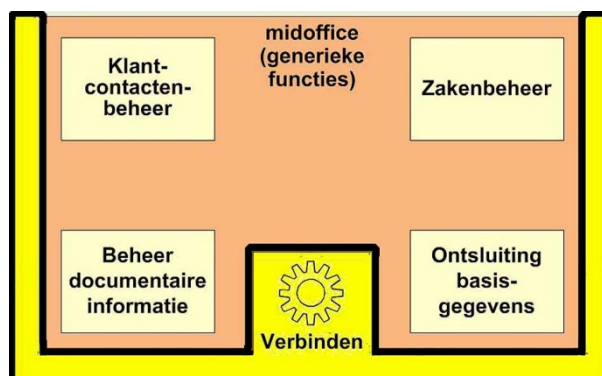 midoffice
(generieke
functies)
Klant-
contacten-
beheer
Zakenbeheer
Beheer
documentaire
informatie
Verbinden
Ontsluiting
basis-
gegevens